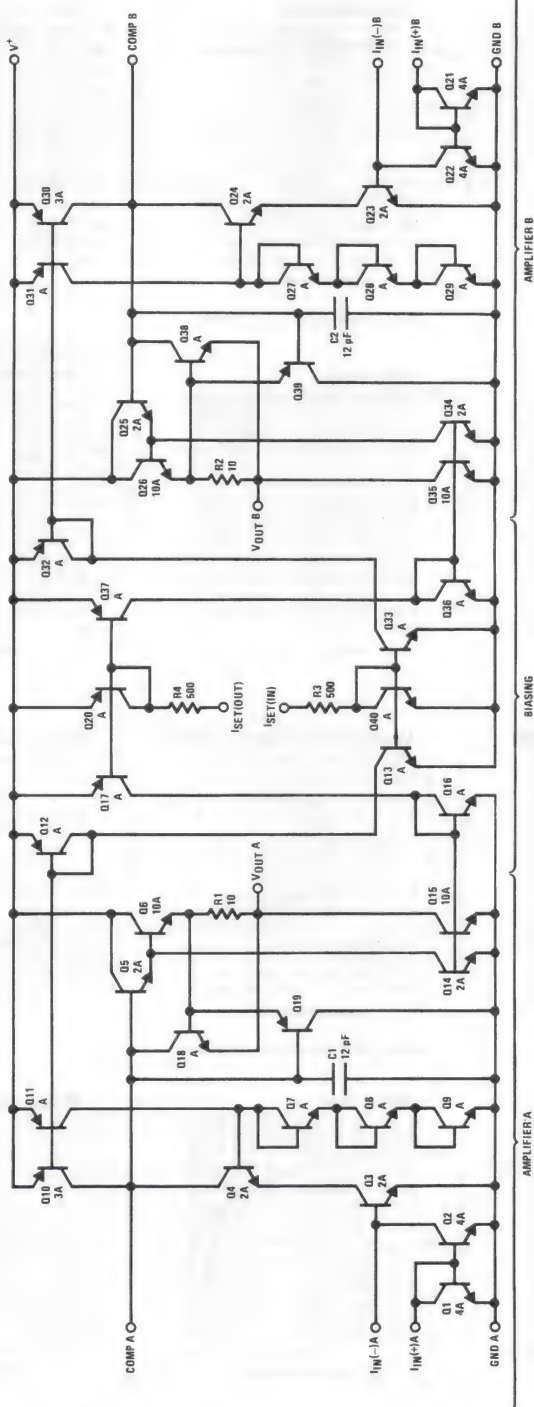 V+
Q10
3A
Q11
A
Q12
A
Q17
A
Q20
A
Q37
A
Q32
A
Q31
A
Q30
3A
COMP A
Q5
2A
Q6
10A
Q18
A
R1
10
VOUT A
R4
500
ISET(OUT)
Q25
2A
Q26
10A
Q38
A
R2
10
VOUT B
COMP B
Q4
2A
Q19
Q7
A
Q8
A
Q9
A
C1
12 pF
ISET(IN)
R3
500
Q39
C2
12 pF
Q27
A
Q28
A
Q29
A
Q24
2A
IIN(-)A
Q3
2A
IIN(+)A
Q1
4A
Q2
4A
Q14
2A
Q15
10A
Q16
A
Q13
A
Q40
A
Q33
A
Q36
A
Q35
10A
Q34
2A
Q23
2A
Q22
4A
Q21
4A
IIN(-)B
IIN(+)B
GND A
GND B
AMPLIFIER A
BIASING
AMPLIFIER B